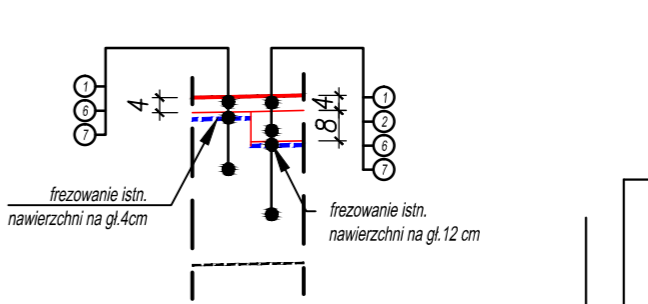 1
6
7
4
4
8
1
2
6
7
frezowanie istn.
nawierzchni na gł.4cm
frezowanie istn.
nawierzchni na gł.12 cm